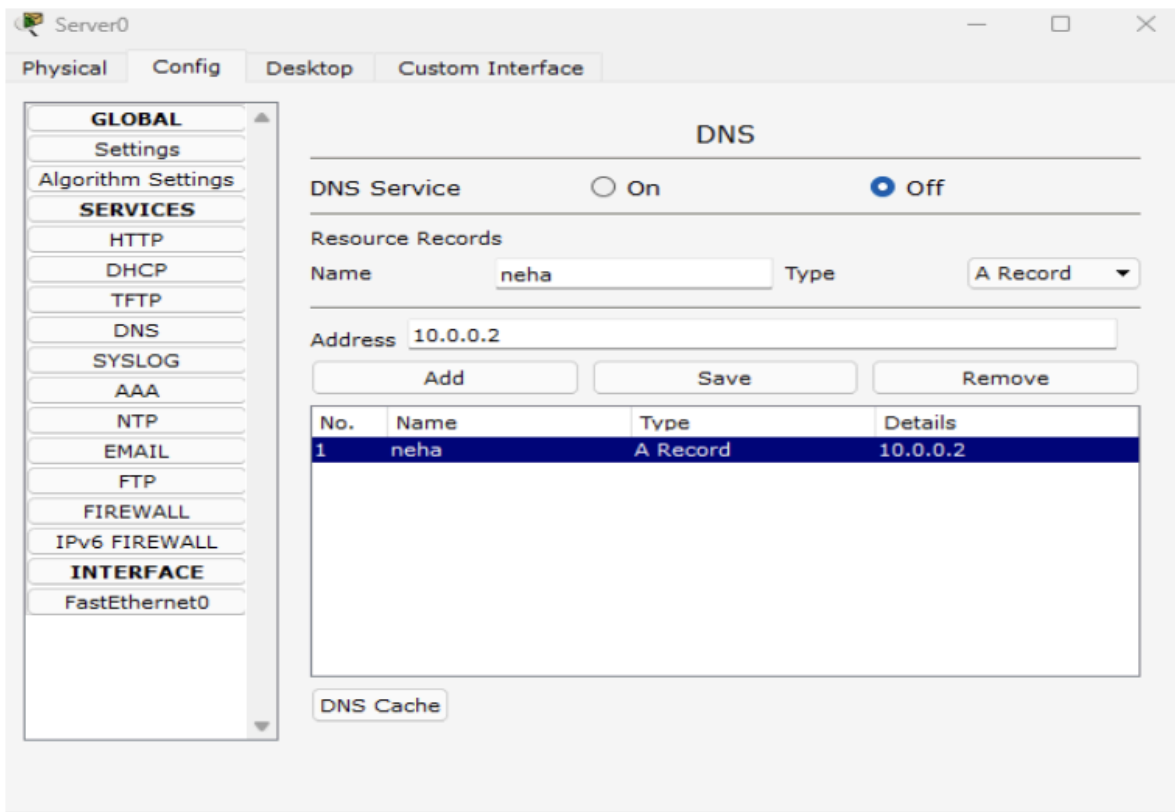 Server0
Physical Config Desktop Custom Interface
GLOBAL
Settings
Algorithm Settings
SERVICES
HTTP
DHCP
TFTP
DNS
SYSLOG
AAA
NTP
EMAIL
FTP
FIREWALL
IPv6 FIREWALL
INTERFACE
FastEthernet0
DNS
DNS Service On Off
Resource Records
Name neha Type A Record
Address 10.0.0.2
Add Save Remove
No. Name Type Details
1 neha A Record 10.0.0.2
DNS Cache